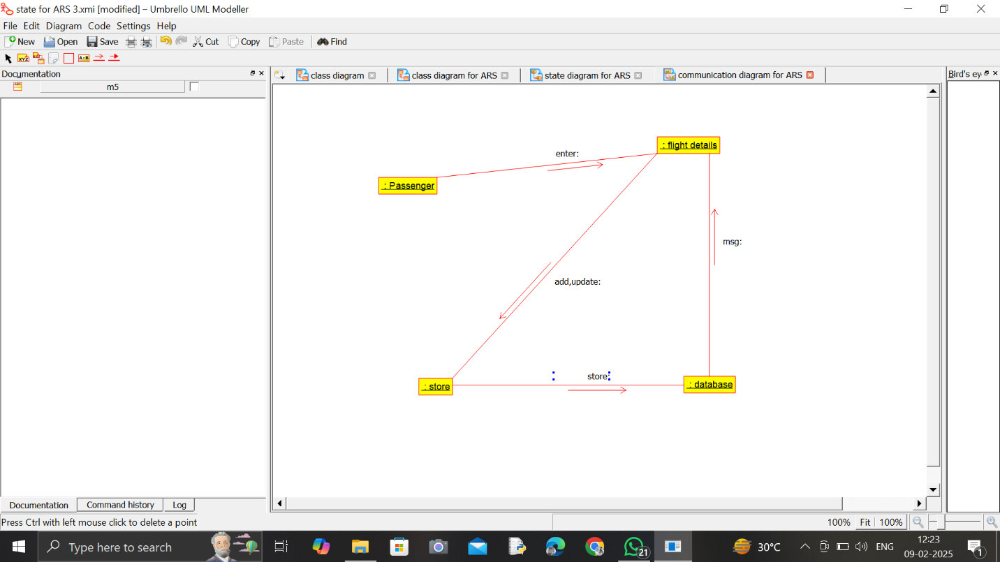 state for ARS 3.xmi [modified] – Umbrello UML Modeller
File Edit Diagram Code Settings Help
New Open Save Cut Copy Paste Find
XYZ A:B
Documentation
class diagram class diagram for ARS state diagram for ARS communication diagram for ARS
Bird's ey
m5
: flight details
enter:
: Passenger
msg:
add,update:
store:
: store
: database
Documentation Command history Log
Press Ctrl with left mouse click to delete a point
100% Fit 100%
Type here to search
21
30°C
ENG
12:23
09-02-2025
1